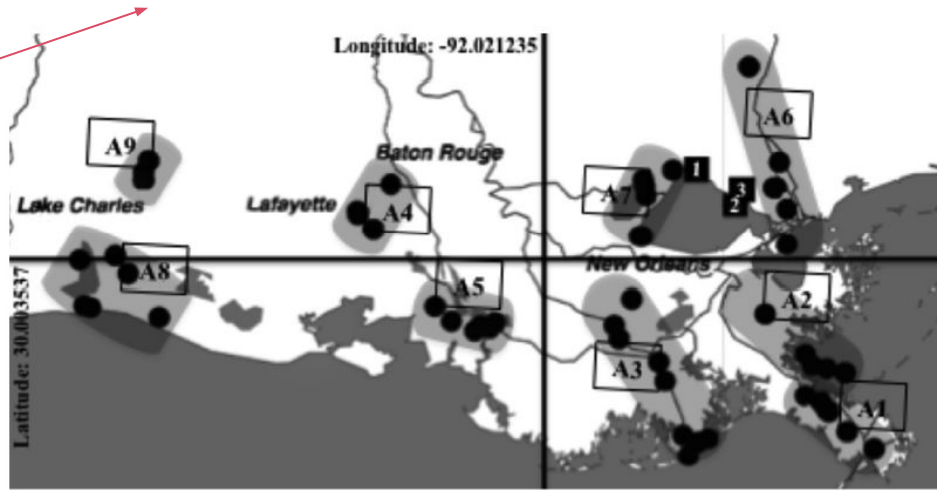 Longitude: -92.021235
A6
A9
Baton Rouge
1
A7
3
2
Lake Charles
Lafayette
A4
New Orleans
A8
A5
A2
Latitude: 30.003537
A3
A1